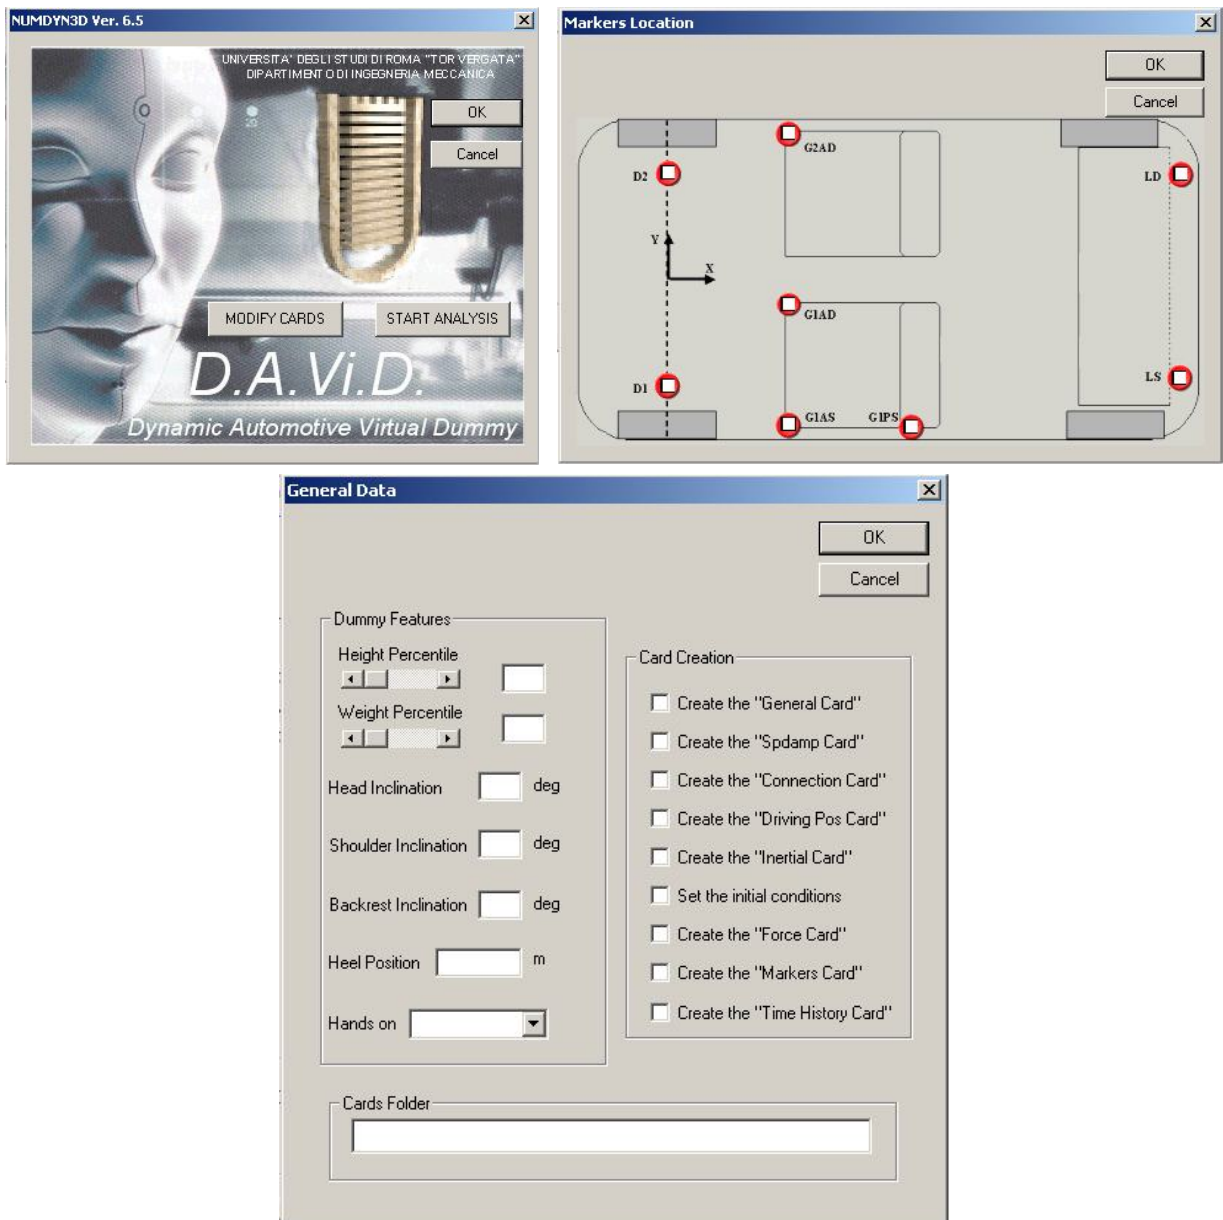 NUMDYN3D Ver. 6.5
UNIVERSITA' DEGLI STUDI DI ROMA "TOR VERGATA"
DIPARTIMENTO DI INGEGNERIA MECCANICA
OK
Cancel
MODIFY CARDS
START ANALYSIS
D.A.Vi.D.
Dynamic Automotive Virtual Dummy
Markers Location
OK
Cancel
G2AD
D2
LD
Y
X
G1AD
D1
LS
G1AS
G1PS
General Data
OK
Cancel
Dummy Features
Height Percentile
Weight Percentile
Head Inclination deg
Shoulder Inclination deg
Backrest Inclination deg
Heel Position m
Hands on
Card Creation
Create the "General Card"
Create the "Spdamp Card"
Create the "Connection Card"
Create the "Driving Pos Card"
Create the "Inertial Card"
Set the initial conditions
Create the "Force Card"
Create the "Markers Card"
Create the "Time History Card"
Cards Folder